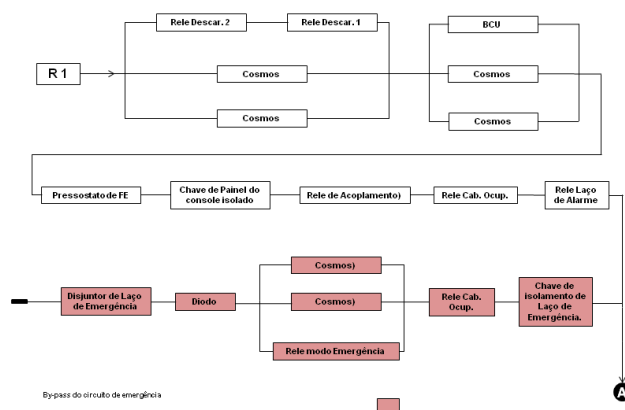 Rele Descar. 2
Rele Descar. 1
BCU
R 1
Cosmos
Cosmos
Cosmos
Cosmos
Pressostato de FE
Chave de Painel do
console isolado
Rele de Acoplamento)
Rele Cab. Ocup.
Rele Laço
de Alarme
Disjuntor de Laço
de Emergência
Diodo
Cosmos)
Cosmos)
Rele modo Emergência
Rele Cab.
Ocup.
Chave de
isolamento de
Laço de
Emergência.
By-pass do circuito de emergência
A